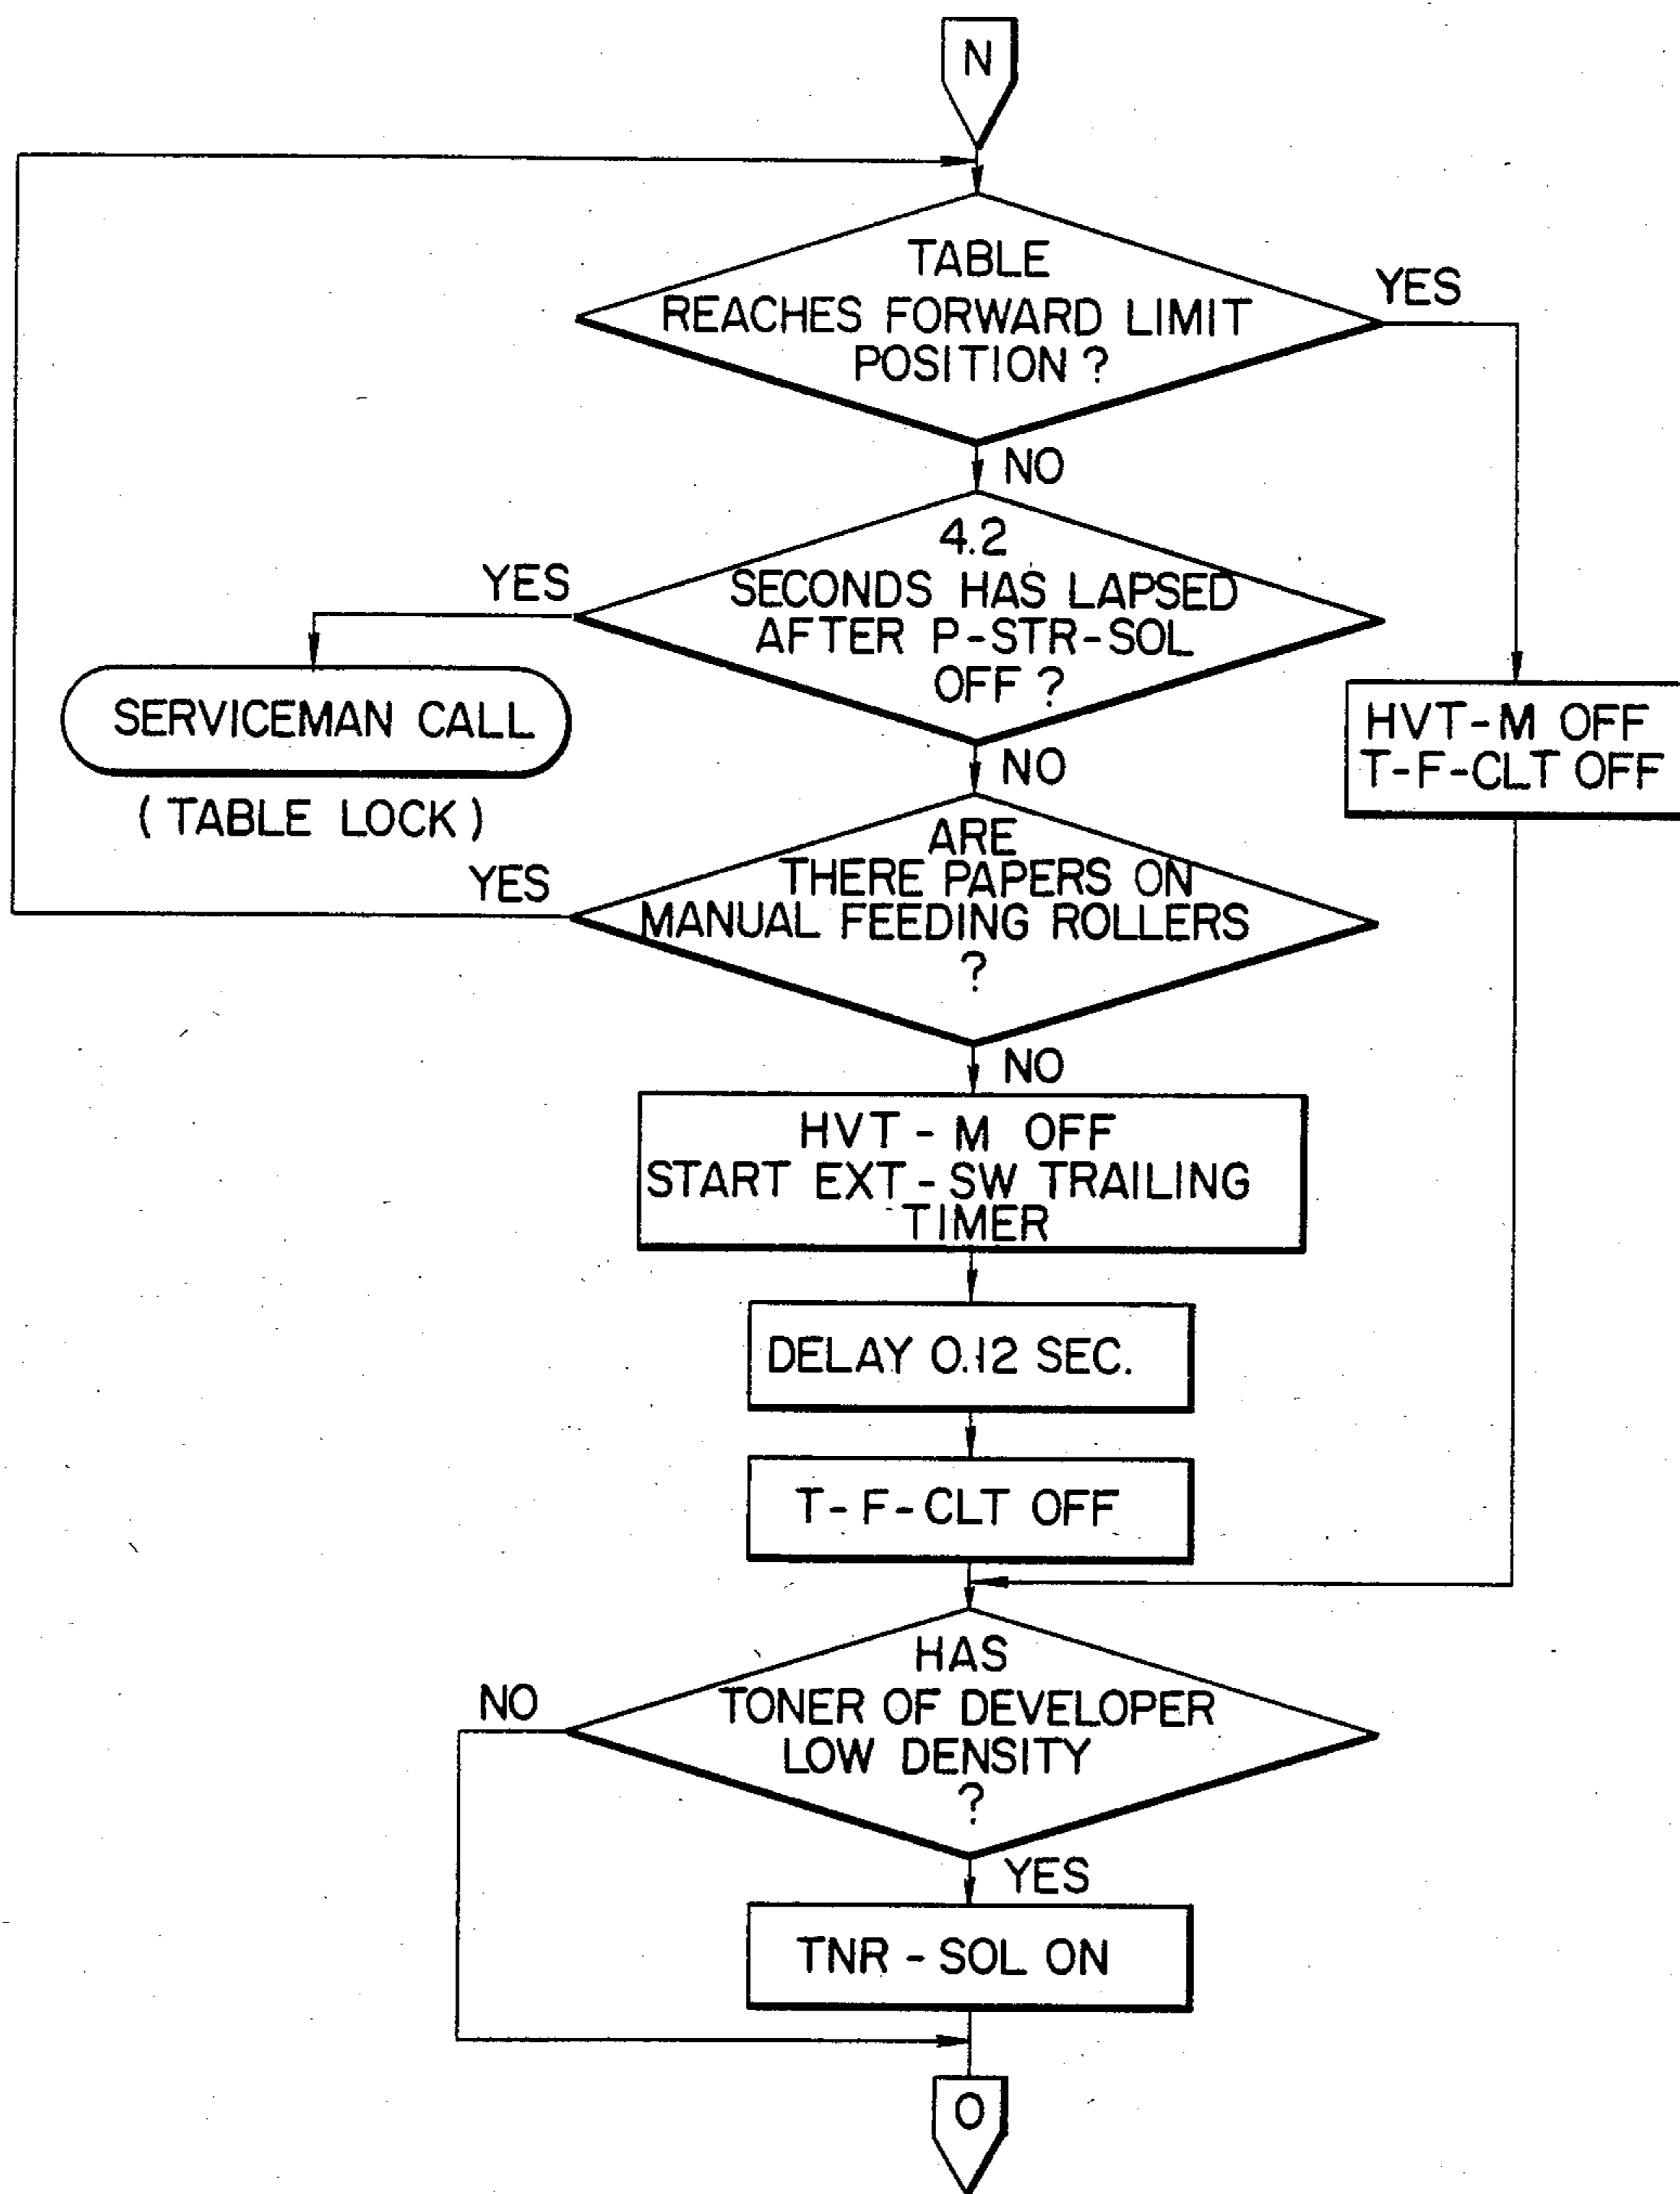 N
TABLE
REACHES FORWARD LIMIT
POSITION ?
YES
NO
4.2
SECONDS HAS LAPSED
AFTER P-STR-SOL
OFF ?
YES
SERVICEMAN CALL
(TABLE LOCK)
HVT-M OFF
T-F-CLT OFF
NO
ARE
THERE PAPERS ON
MANUAL FEEDING ROLLERS
?
YES
NO
HVT-M OFF
START EXT-SW TRAILING
TIMER
DELAY 0.12 SEC.
T-F-CLT OFF
HAS
TONER OF DEVELOPER
LOW DENSITY
?
NO
YES
TNR-SOL ON
O